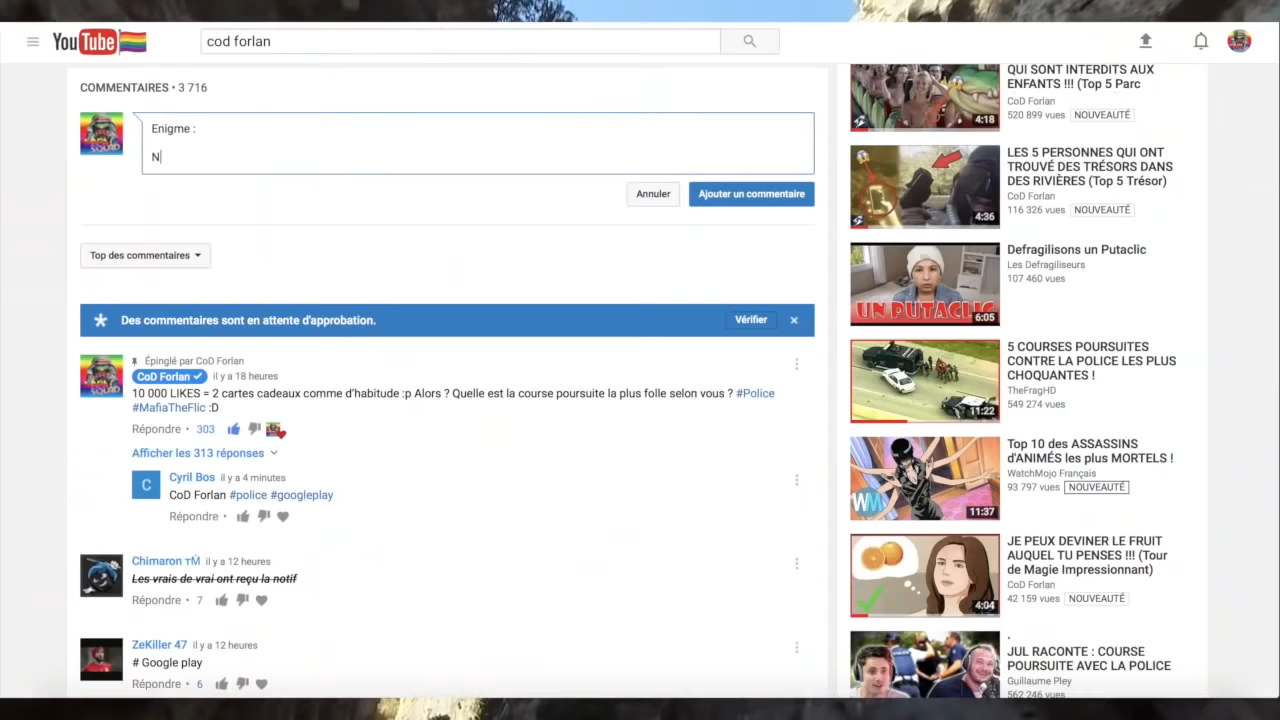 YouTube
cod forlan
COMMENTAIRES • 3 716
Enigme :
N
Annuler
Ajouter un commentaire
Top des commentaires
Des commentaires sont en attente d'approbation.
Vérifier
Épinglé par CoD Forlan
CoD Forlan il y a 18 heures
10 000 LIKES = 2 cartes cadeaux comme d'habitude :p Alors ? Quelle est la course poursuite la plus folle selon vous ? #Police
#MafiaTheFlic :D
Répondre • 303
Afficher les 313 réponses
C
Cyril Bos il y a 4 minutes
CoD Forlan #police #googleplay
Répondre •
Chimaron τM̀ il y a 12 heures
Les vrais de vrai ont reçu la notif
Répondre • 7
ZeKiller 47 il y a 12 heures
# Google play
Répondre • 6
QUI SONT INTERDITS AUX
ENFANTS !!! (Top 5 Parc
CoD Forlan
520 899 vues NOUVEAUTÉ
4:18
LES 5 PERSONNES QUI ONT
TROUVÉ DES TRÉSORS DANS
DES RIVIÈRES (Top 5 Trésor)
CoD Forlan
116 326 vues NOUVEAUTÉ
4:36
Defragilisons un Putaclic
Les Defragiliseurs
107 460 vues
UN PUTACLIC
6:05
5 COURSES POURSUITES
CONTRE LA POLICE LES PLUS
CHOQUANTES !
TheFragHD
549 274 vues
11:22
Top 10 des ASSASSINS
d'ANIMÉS les plus MORTELS !
WatchMojo Français
93 797 vues NOUVEAUTÉ
WM
11:37
JE PEUX DEVINER LE FRUIT
AUQUEL TU PENSES !!! (Tour
de Magie Impressionnant)
CoD Forlan
42 159 vues NOUVEAUTÉ
4:04
JUL RACONTE : COURSE
POURSUITE AVEC LA POLICE
Guillaume Pley
562 246 vues